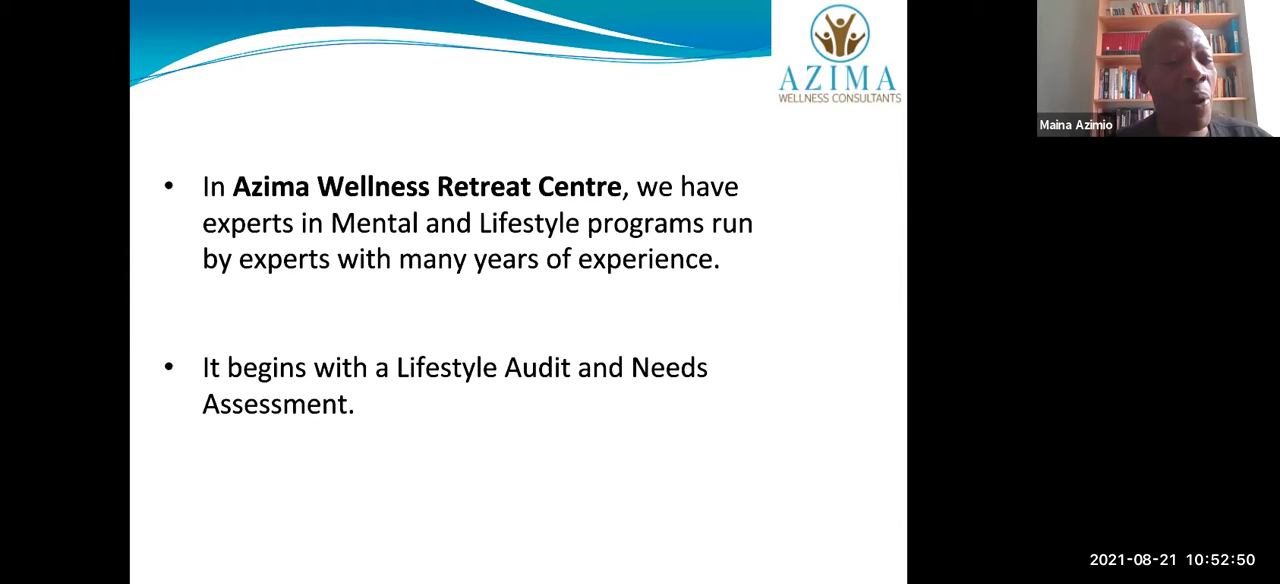 AZIMA
WELLNESS CONSULTANTS
Maina Azimio
• In Azima Wellness Retreat Centre, we have
experts in Mental and Lifestyle programs run
by experts with many years of experience.
• It begins with a Lifestyle Audit and Needs
Assessment.
2021-08-21 10:52:50